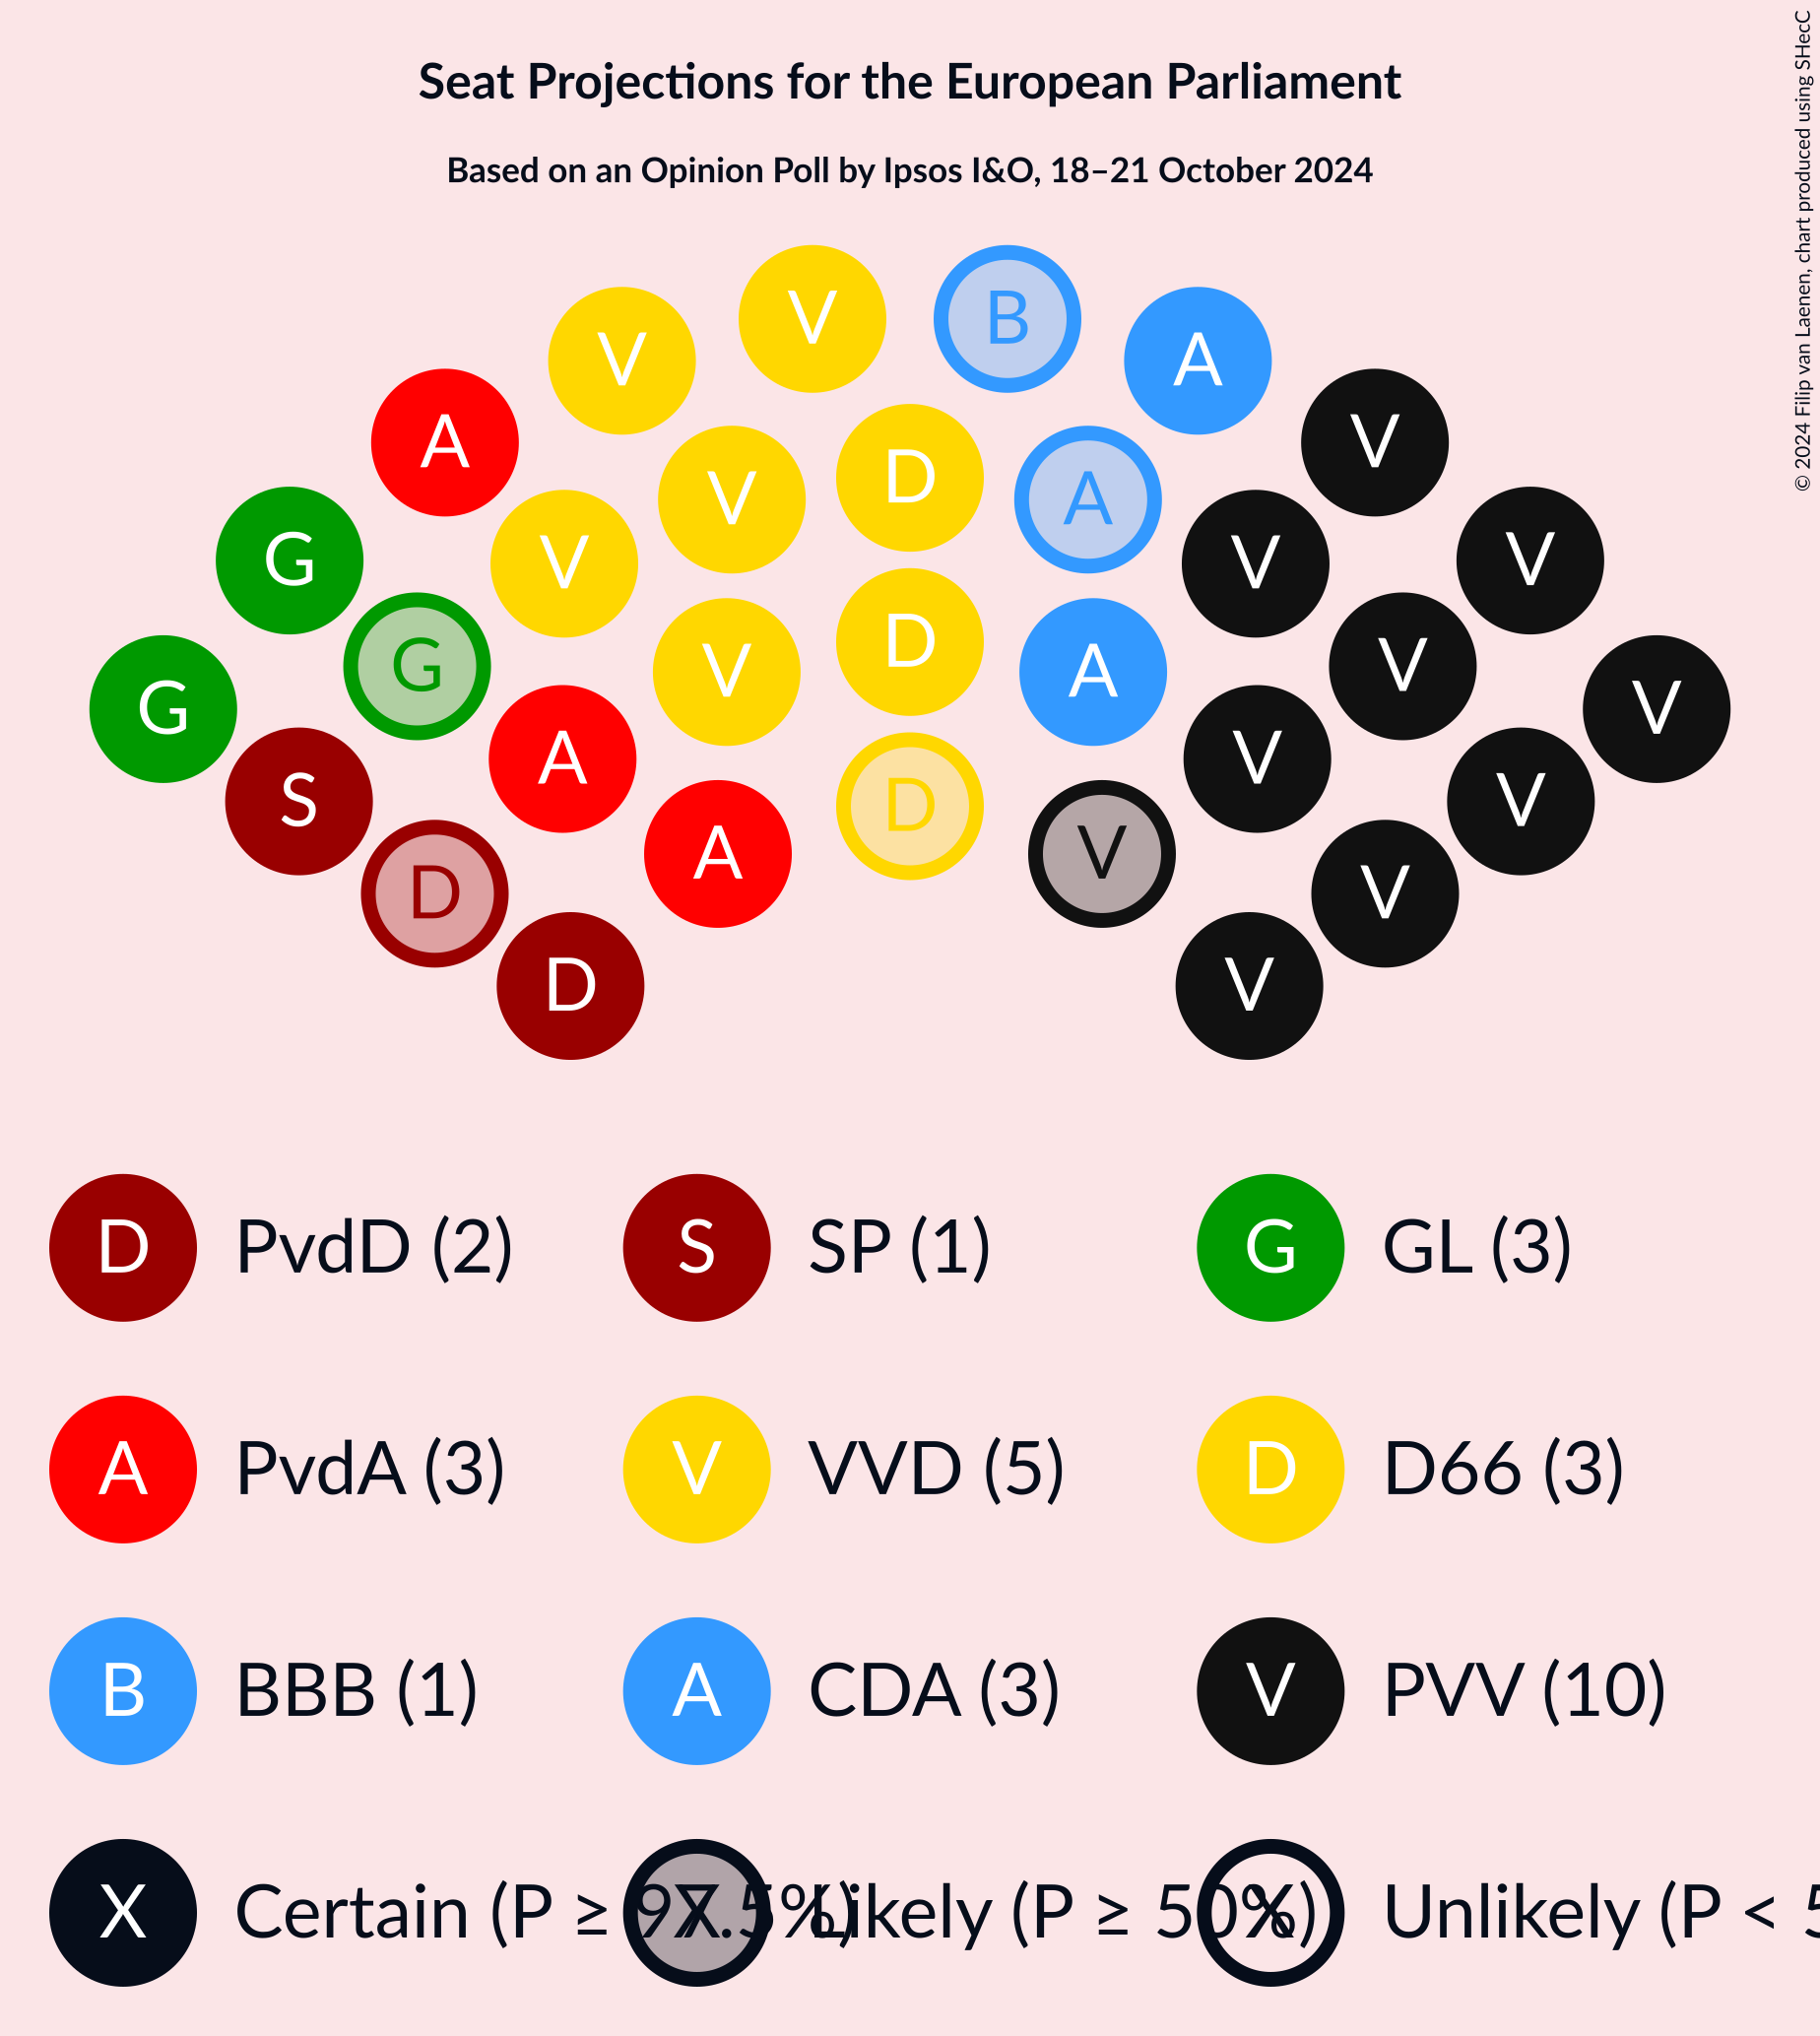 Seat Projections for the European Parliament
Based on an Opinion Poll by Ipsos I&O, 18–21 October 2024
© 2024 Filip van Laenen, chart produced using SHecC
V V B A
A V V
V D A
G V V V
G V D A V
G A V V V
S A D V V
D V
D V
D PvdD (2) S SP (1) G GL (3)
A PvdA (3) V VVD (5) D D66 (3)
B BBB (1) A CDA (3) V PVV (10)
X Certain (P ≥ 97.5%) X Likely (P ≥ 50%) X Unlikely (P < 5